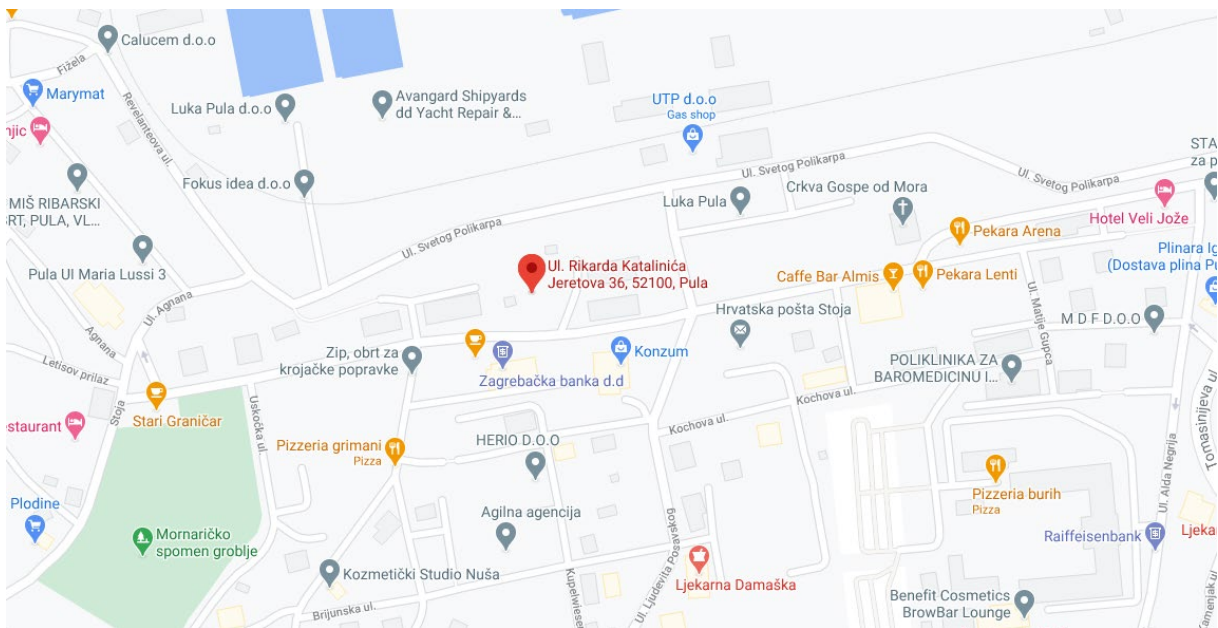 Calucem d.o.o
Fižela
Marymat
Revelanteova ul.
Luka Pula d.o.o
Avangard Shipyards
dd Yacht Repair &...
UTP d.o.o
Gas shop
njic
Fokus idea d.o.o
Ul. Svetog Polikarpa
Ul. Svetog Polikarpa
STA
za p
MIŠ RIBARSKI
SRT, PULA, VL...
Luka Pula
Crkva Gospe od Mora
Hotel Veli Jože
Ul. Svetog Polikarpa
Pekara Arena
Pula Ul Maria Lussi 3
Ul. Rikarda Katalinića
Jeretova 36, 52100, Pula
Caffe Bar Almis
Pekara Lenti
Plinara Ig
(Dostava plina Pu
Ul. Agnana
Agnana
Hrvatska pošta Stoja
Ul. Matije Gupca
M D F D.O.O
Letisov prilaz
Zip, obrt za
krojačke popravke
Konzum
Zagrebačka banka d.d
POLIKLINIKA ZA
BAROMEDICINU I...
Stoja
Stari Graničar
Uskočka ul.
Kochova ul.
Kochova ul.
estaurant
Pizzeria grimani
Pizza
HERIO D.O.O
Tomasinijeva ul
Ul. Alda Negrija
Pizzeria burih
Pizza
Plodine
Mornaričko
spomen groblje
Agilna agencija
Raiffeisenbank
Ljekar
Kozmetički Studio Nuša
Ljekarna Damaška
Ul. Ljudevita Posavskog
Kupelwiese
Brijunska ul.
Benefit Cosmetics
BrowBar Lounge
Kamenjak ul